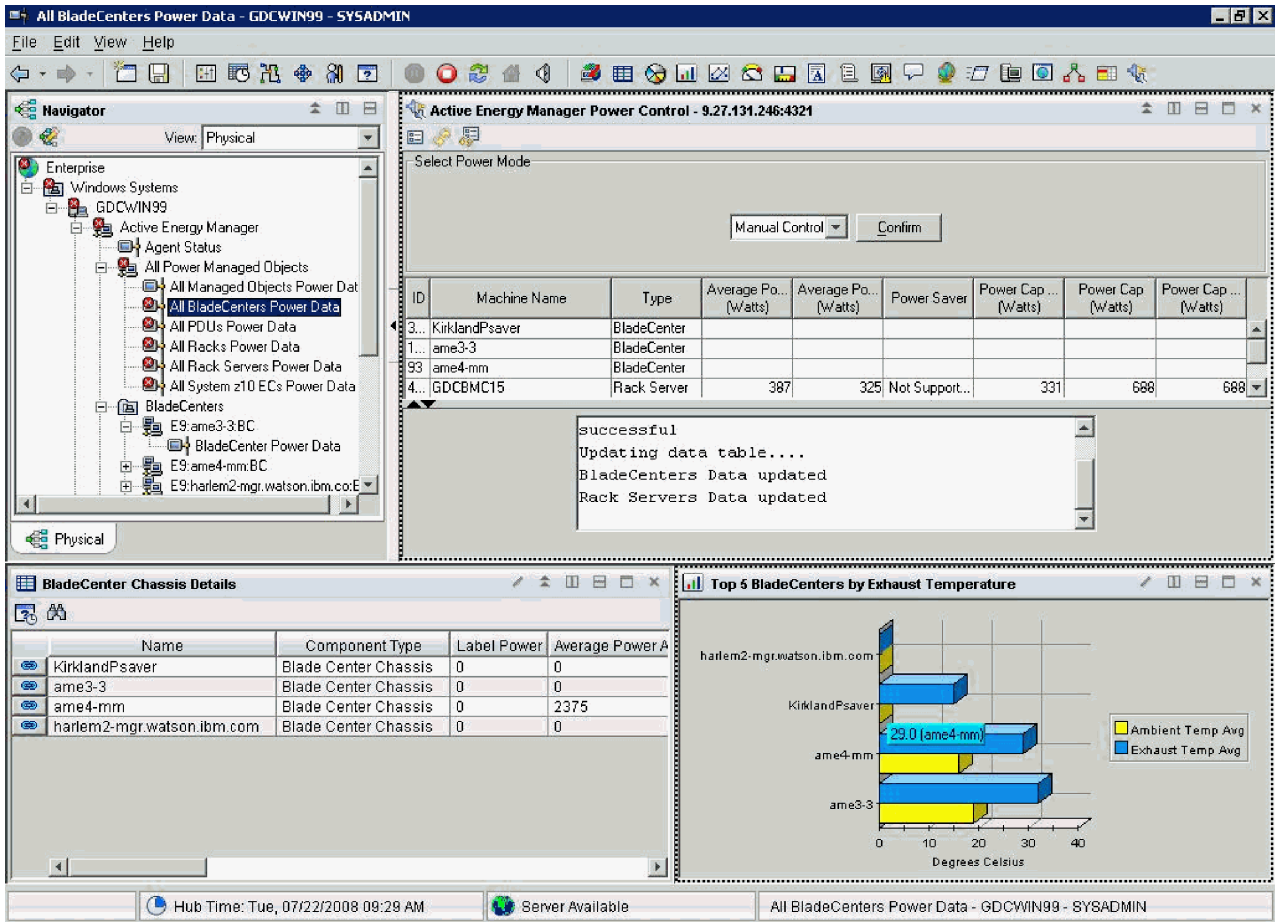 All BladeCenters Power Data - GDCWIN99 - SYSADMIN
File Edit View Help
Navigator
View: Physical
Enterprise
Windows Systems
GDCWIN99
Active Energy Manager
Agent Status
All Power Managed Objects
All Managed Objects Power Dat
All BladeCenters Power Data
All PDUs Power Data
All Racks Power Data
All Rack Servers Power Data
All System z10 ECs Power Data
BladeCenters
E9:ame3-3:BC
BladeCenter Power Data
E9:ame4-mm:BC
E9:harlem2-mgr.watson.ibm.co:E
Physical
Active Energy Manager Power Control - 9.27.131.246:4321
Select Power Mode
Manual Control Confirm
ID Machine Name Type Average Po... (Watts) Average Po... (Watts) Power Saver Power Cap ... (Watts) Power Cap (Watts) Power Cap ... (Watts)
3... KirklandPsaver BladeCenter
1... ame3-3 BladeCenter
93 ame4-mm BladeCenter
4... GDCBMC15 Rack Server 387 325 Not Support... 331 688 688
successful
Updating data table....
BladeCenters Data updated
Rack Servers Data updated
BladeCenter Chassis Details
Name Component Type Label Power Average Power A
KirklandPsaver Blade Center Chassis 0 0
ame3-3 Blade Center Chassis 0 0
ame4-mm Blade Center Chassis 0 2375
harlem2-mgr.watson.ibm.com Blade Center Chassis 0 0
Top 5 BladeCenters by Exhaust Temperature
harlem2-mgr.watson.ibm.com
KirklandPsaver
29.0 (ame4-mm)
ame4-mm
ame3-3
0 10 20 30 40
Degrees Celsius
Ambient Temp Avg
Exhaust Temp Avg
Hub Time: Tue, 07/22/2008 09:29 AM
Server Available
All BladeCenters Power Data - GDCWIN99 - SYSADMIN